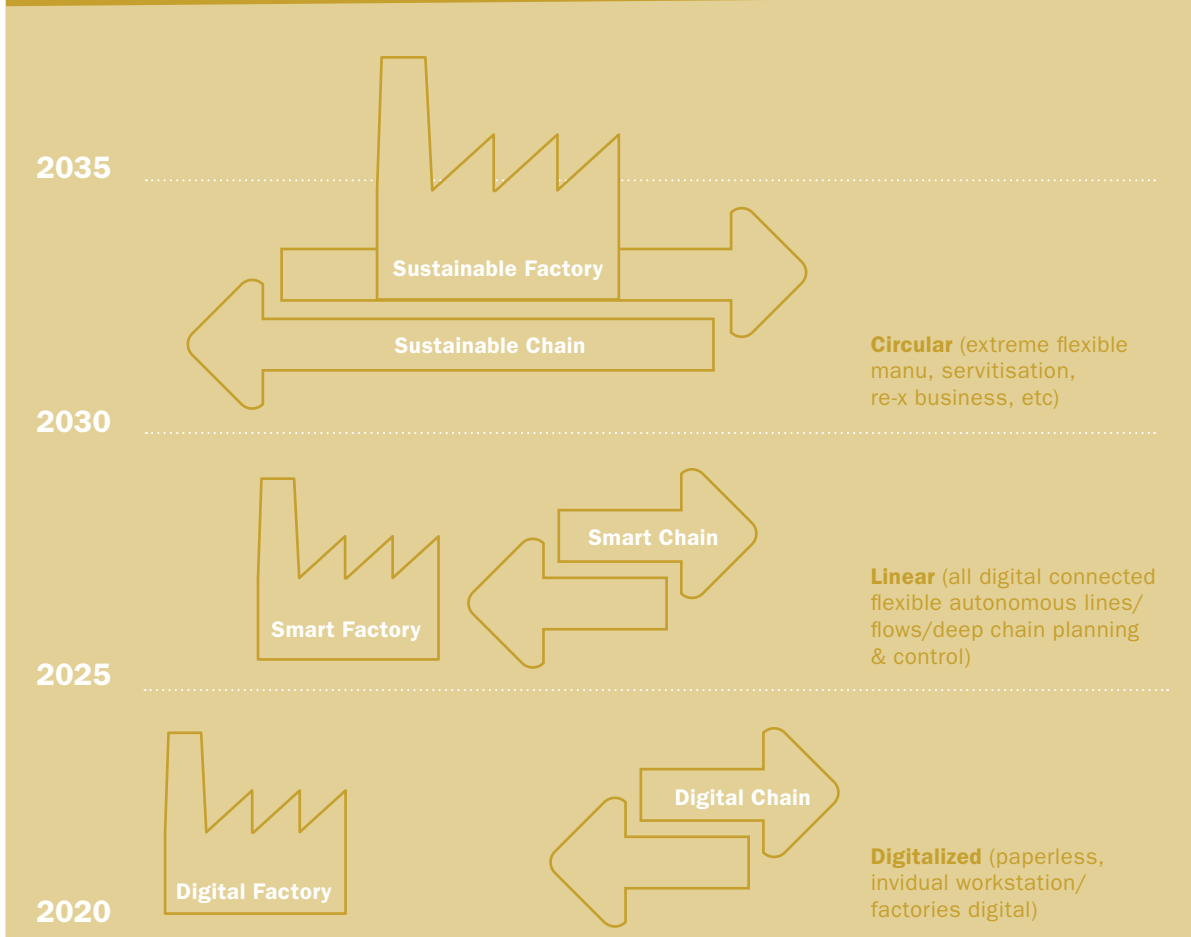 2035
Sustainable Factory
Sustainable Chain
Circular (extreme flexible
manu, servitisation,
re-x business, etc)
2030
Smart Chain
Smart Factory
Linear (all digital connected
flexible autonomous lines/
flows/deep chain planning
& control)
2025
Digital Chain
Digital Factory
Digitalized (paperless,
invidual workstation/
factories digital)
2020